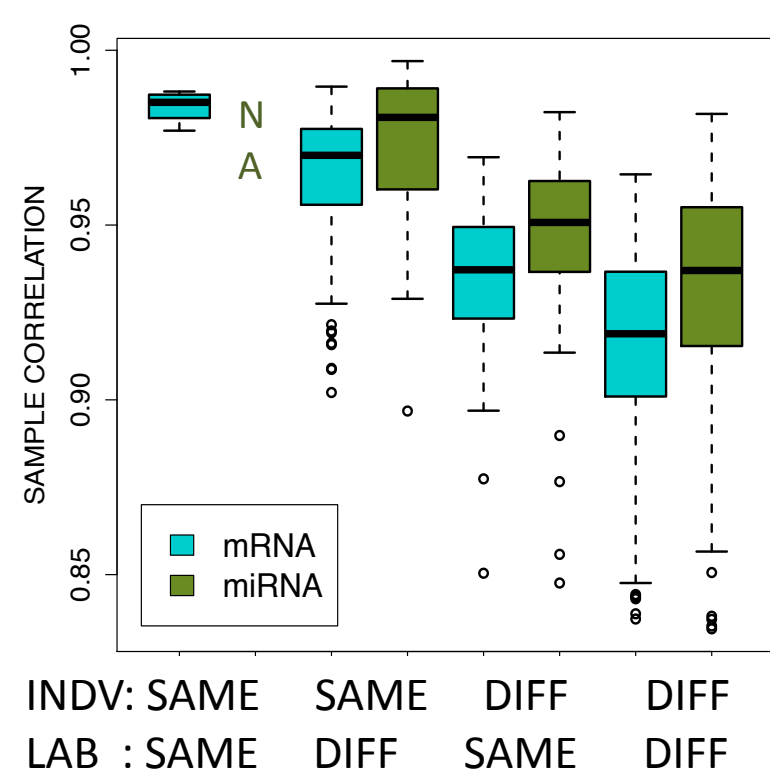 SAMPLE CORRELATION
1.00
0.95
0.90
0.85
N
A
mRNA
miRNA
INDV: SAME SAME DIFF DIFF
LAB : SAME DIFF SAME DIFF